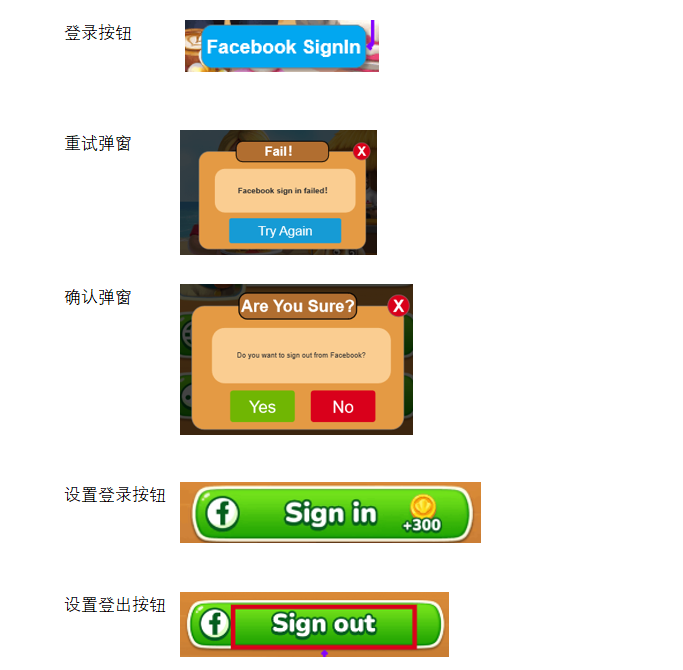 登录按钮
Facebook SignIn
重试弹窗
Fail!
X
Facebook sign in failed!
Try Again
确认弹窗
Are You Sure?
X
Do you want to sign out from Facebook?
Yes No
设置登录按钮
f Sign in
+300
设置登出按钮
f Sign out